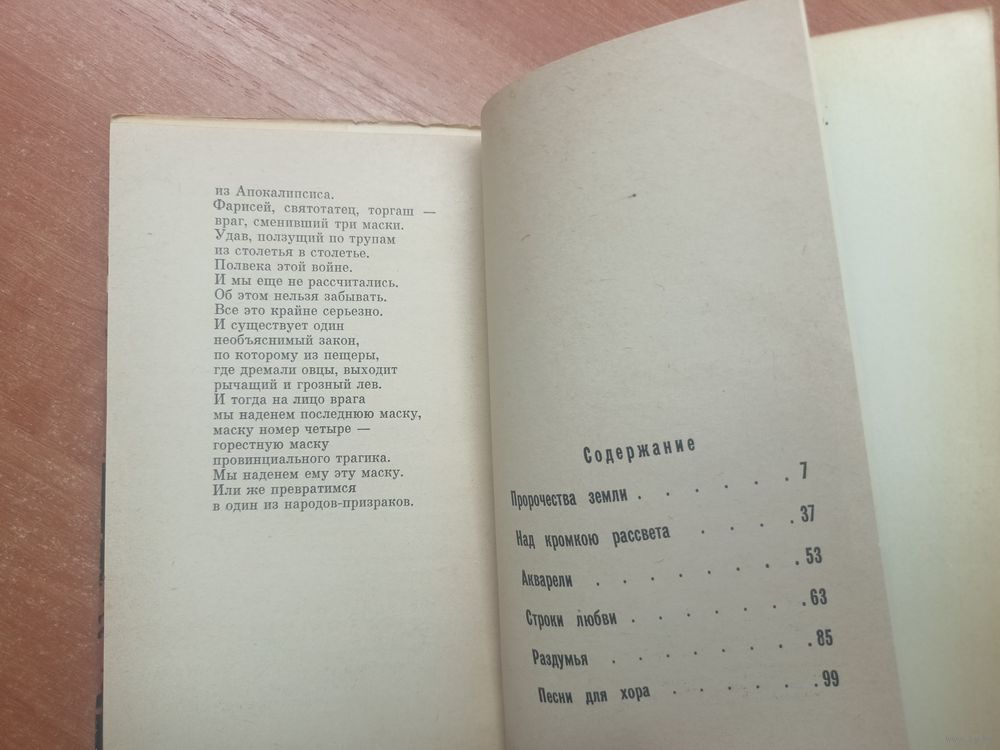 из Апокалипсиса.
Фарисей, святотатец, торгаш —
враг, сменивший три маски.
Удав, ползущий по трупам
из столетья в столетье.
Полвека этой войне.
И мы еще не рассчитались.
Об этом нельзя забывать.
Все это крайне серьезно.
И существует один
необъяснимый закон,
по которому из пещеры,
где дремали овцы, выходит
рычащий и грозный лев.
И тогда на лицо врага
мы наденем последнюю маску,
маску номер четыре —
горестную маску
провинциального трагика.
Мы наденем ему эту маску.
Или же превратимся
в один из народов-призраков.
Содержание
Пророчества земли . . . . . . 7
Над кромкою рассвета . . . . 37
Акварели . . . . . . . . 53
Строки любви . . . . . . . 63
Раздумья . . . . . . . . 85
Песни для хора . . . . . . 99